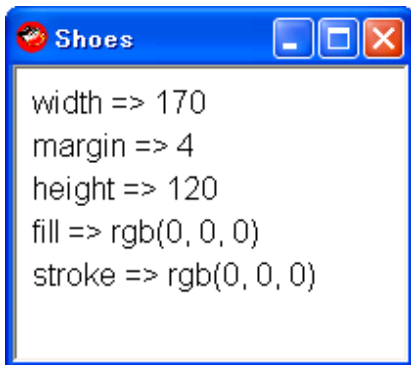 Shoes
width => 170
margin => 4
height => 120
fill => rgb(0, 0, 0)
stroke => rgb(0, 0, 0)